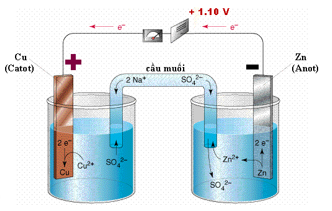 + 1.10 V
e⁻
e⁻
Cu
(Catot)
Zn
(Anot)
+
−
cầu muối
2 Na⁺
SO₄²⁻
SO₄²⁻
2 e⁻
Cu²⁺
Cu
SO₄²⁻
Zn²⁺
2 e⁻
Zn
SO₄²⁻